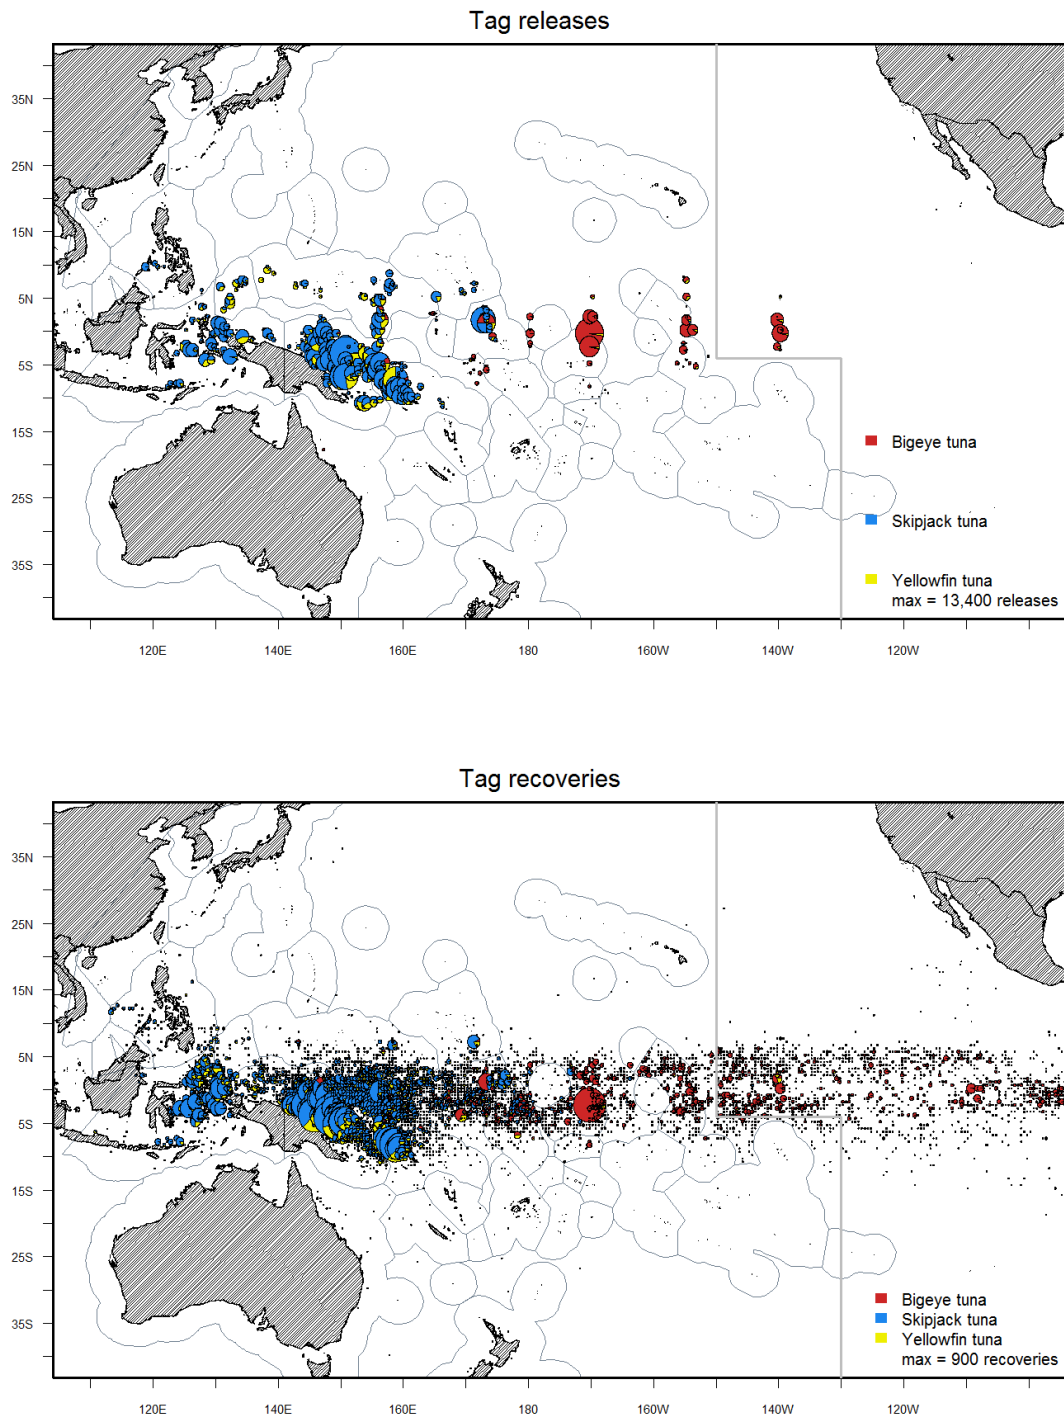 Tag releases
35N
25N
15N
5N
5S
15S
25S
35S
Bigeye tuna
Skipjack tuna
Yellowfin tuna
max = 13,400 releases
120E 140E 160E 180 160W 140W 120W
Tag recoveries
35N
25N
15N
5N
5S
15S
25S
35S
Bigeye tuna
Skipjack tuna
Yellowfin tuna
max = 900 recoveries
120E 140E 160E 180 160W 140W 120W